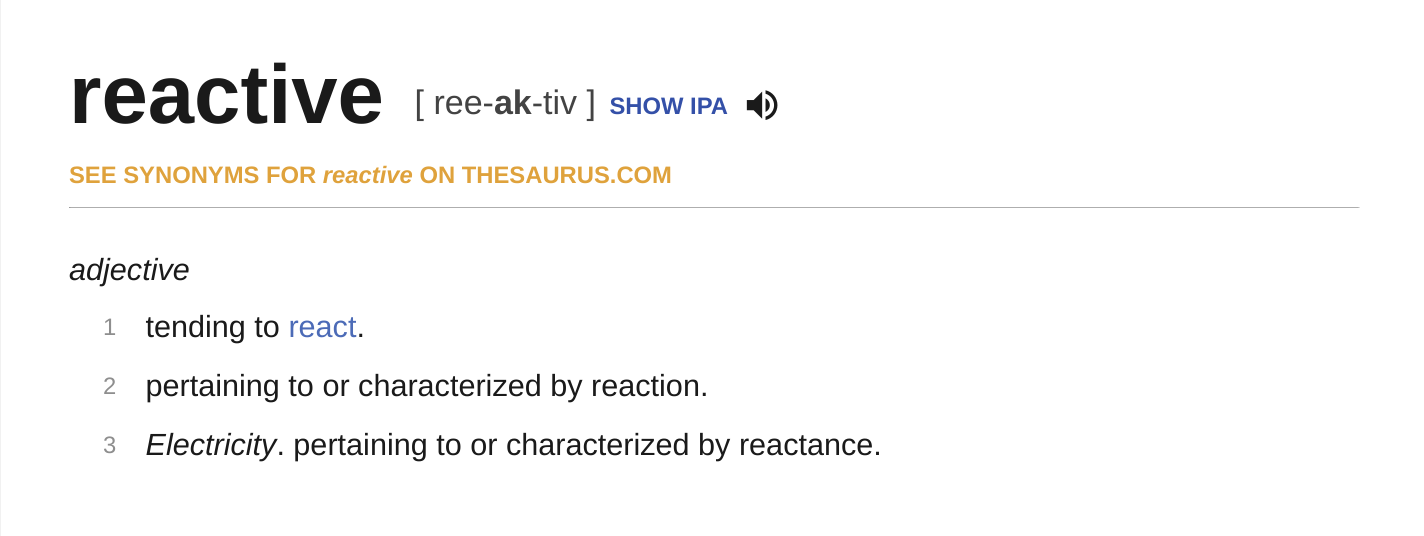 reactive [ ree-ak-tiv ] SHOW IPA
SEE SYNONYMS FOR reactive ON THESAURUS.COM
adjective
1 tending to react.
2 pertaining to or characterized by reaction.
3 Electricity. pertaining to or characterized by reactance.